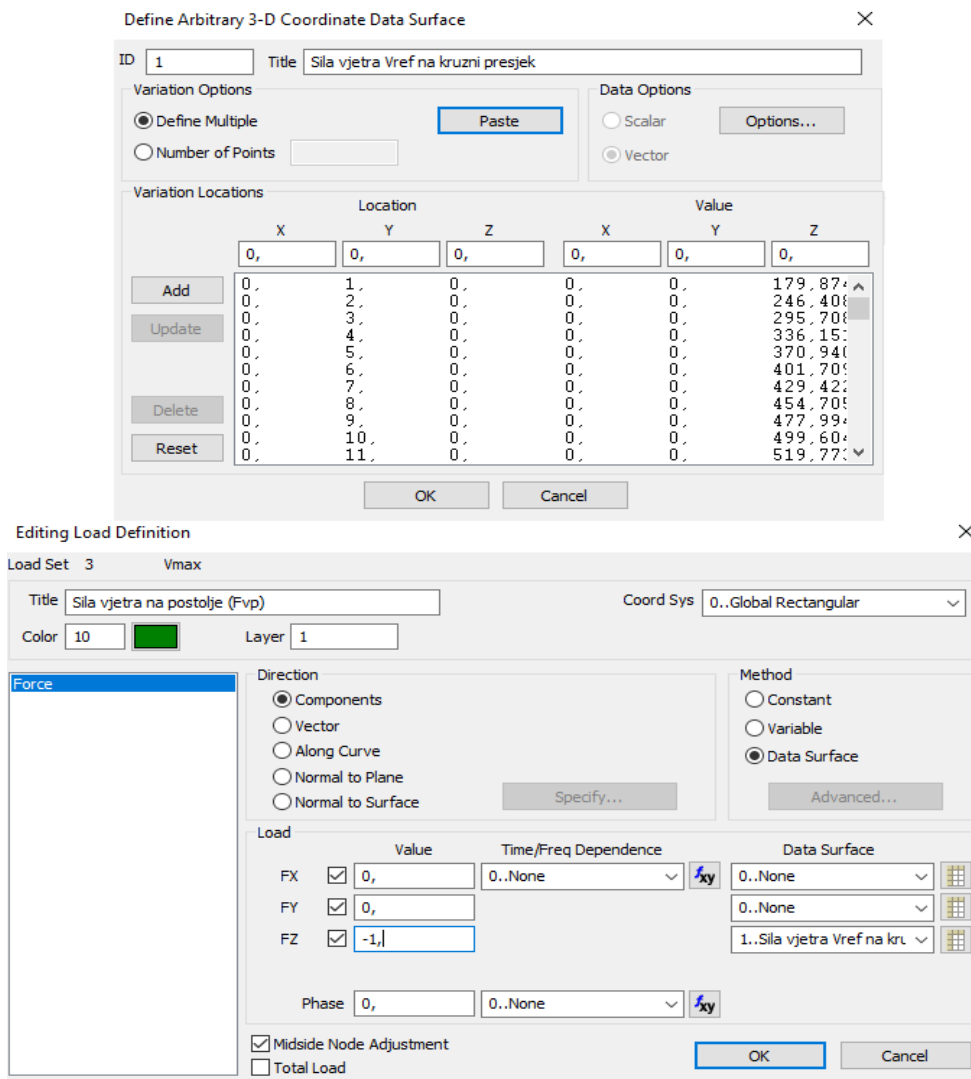 Define Arbitrary 3-D Coordinate Data Surface
ID 1 Title Sila vjetra Vref na kruzni presjek
Variation Options
Data Options
Define Multiple Paste Scalar Options...
Number of Points Vector
Variation Locations
Location Value
X Y Z X Y Z
0, 0, 0, 0, 0, 0,
Add
Update
Delete
Reset
0, 1, 0, 0, 0, 179,874
0, 2, 0, 0, 0, 246,408
0, 3, 0, 0, 0, 295,708
0, 4, 0, 0, 0, 336,151
0, 5, 0, 0, 0, 370,940
0, 6, 0, 0, 0, 401,709
0, 7, 0, 0, 0, 429,422
0, 8, 0, 0, 0, 454,705
0, 9, 0, 0, 0, 477,994
0, 10, 0, 0, 0, 499,604
0, 11, 0, 0, 0, 519,773
OK Cancel
Editing Load Definition
Load Set 3 Vmax
Title Sila vjetra na postolje (Fvp) Coord Sys 0..Global Rectangular
Color 10 Layer 1
Force
Direction
Components
Vector
Along Curve
Normal to Plane
Normal to Surface Specify...
Method
Constant
Variable
Data Surface
Advanced...
Load
Value Time/Freq Dependence Data Surface
FX 0, 0..None fxy 0..None
FY 0, 0..None
FZ -1, 1..Sila vjetra Vref na kru
Phase 0, 0..None fxy
Midside Node Adjustment
Total Load
OK Cancel